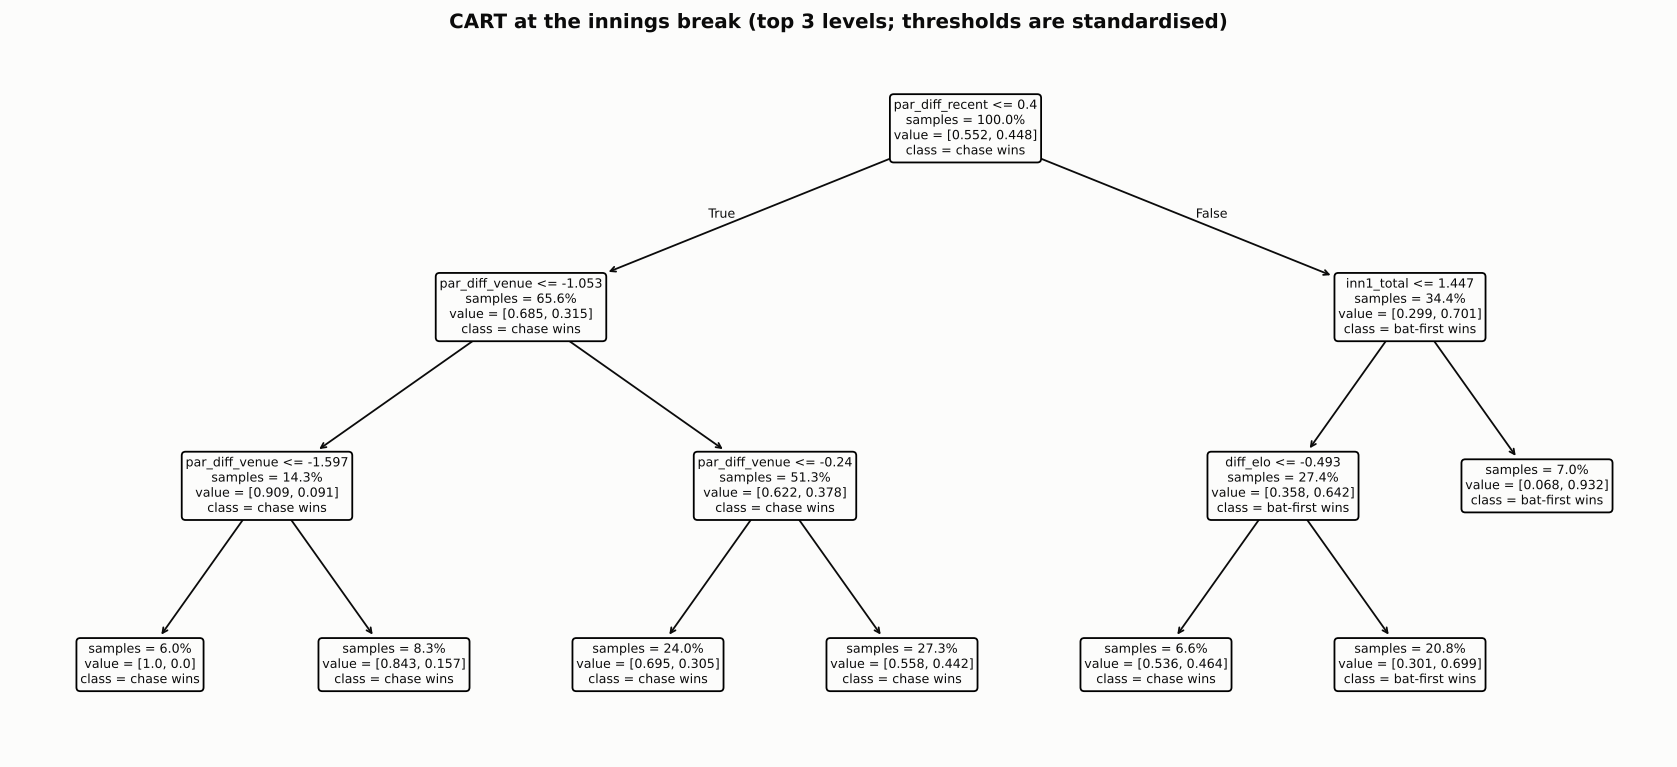 CART at the innings break (top 3 levels; thresholds are standardised)
par_diff_recent <= 0.4
samples = 100.0%
value = [0.552, 0.448]
class = chase wins
True
False
par_diff_venue <= -1.053
samples = 65.6%
value = [0.685, 0.315]
class = chase wins
inn1_total <= 1.447
samples = 34.4%
value = [0.299, 0.701]
class = bat-first wins
par_diff_venue <= -1.597
samples = 14.3%
value = [0.909, 0.091]
class = chase wins
par_diff_venue <= -0.24
samples = 51.3%
value = [0.622, 0.378]
class = chase wins
diff_elo <= -0.493
samples = 27.4%
value = [0.358, 0.642]
class = bat-first wins
samples = 7.0%
value = [0.068, 0.932]
class = bat-first wins
samples = 6.0%
value = [1.0, 0.0]
class = chase wins
samples = 8.3%
value = [0.843, 0.157]
class = chase wins
samples = 24.0%
value = [0.695, 0.305]
class = chase wins
samples = 27.3%
value = [0.558, 0.442]
class = chase wins
samples = 6.6%
value = [0.536, 0.464]
class = chase wins
samples = 20.8%
value = [0.301, 0.699]
class = bat-first wins